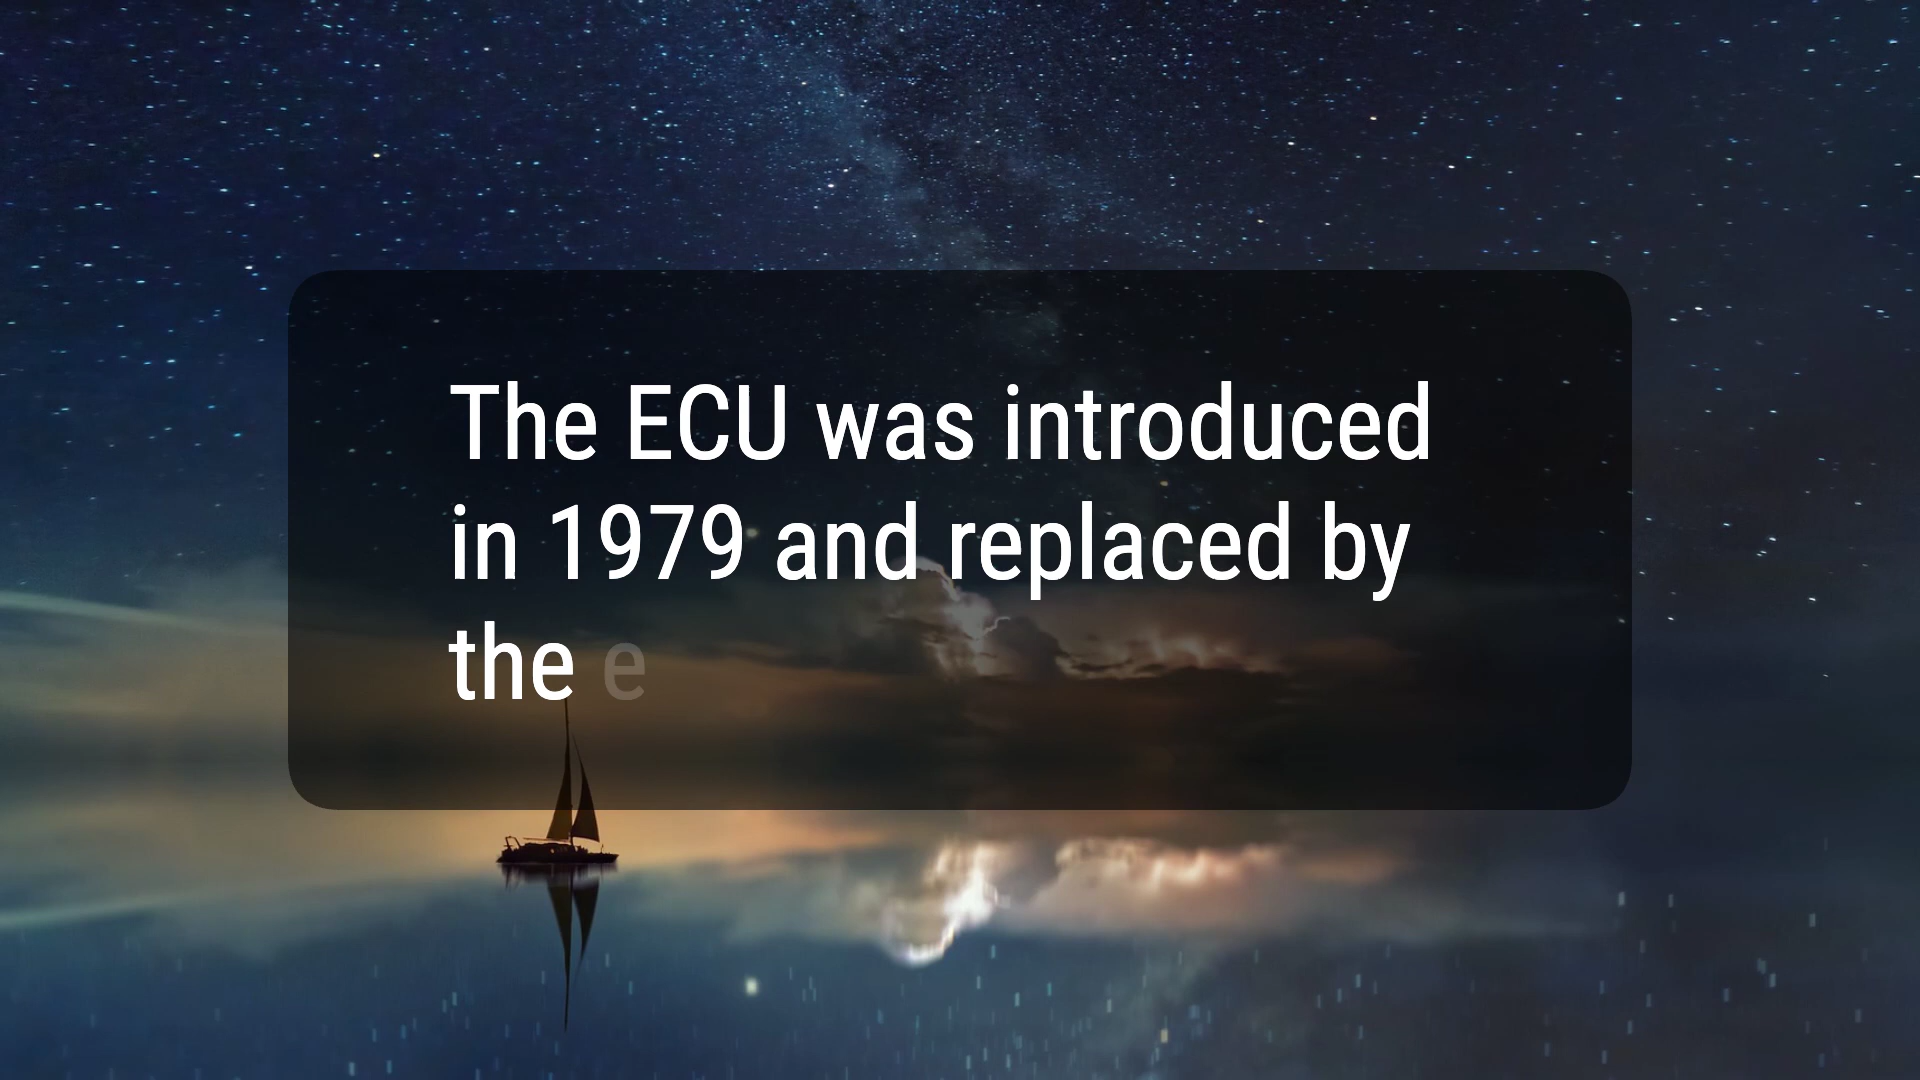 The ECU was introduced
in 1979 and replaced by
the e